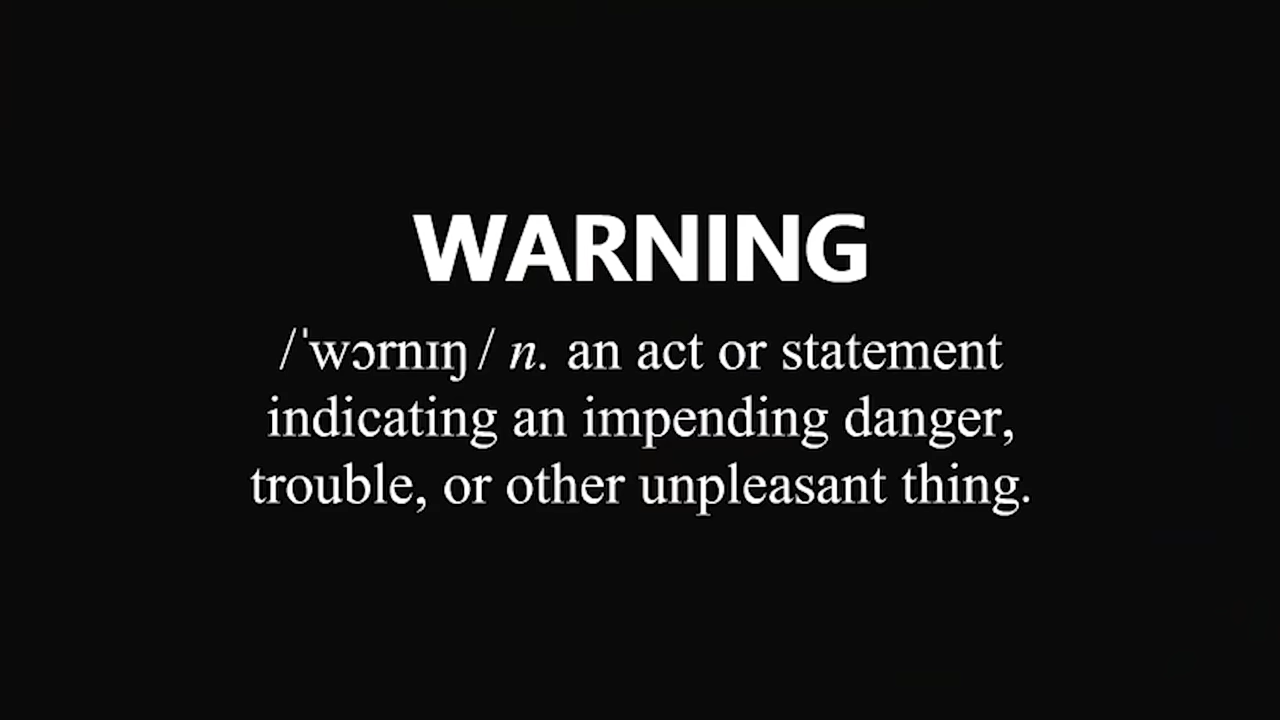 WARNING
/ˈwɔrnɪŋ/ n. an act or statement
indicating an impending danger,
trouble, or other unpleasant thing.